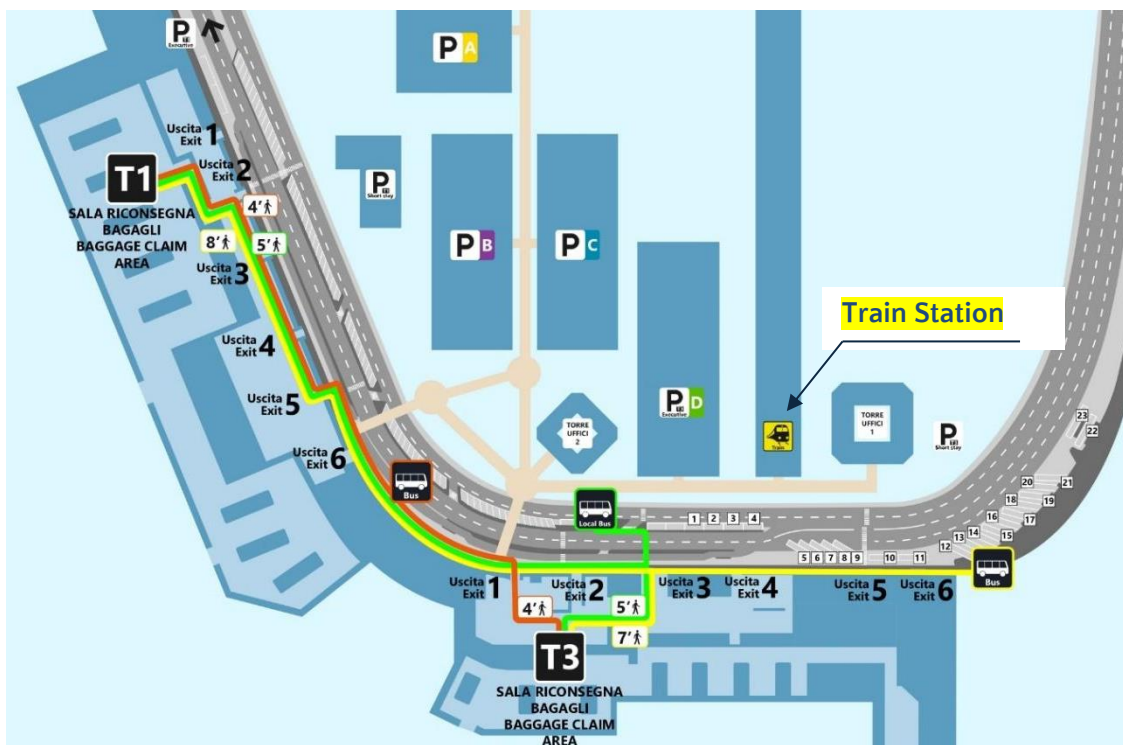 P
Executive
P A
Uscita
Exit 1
Uscita
Exit 2
T1
SALA RICONSEGNA
BAGAGLI
BAGGAGE CLAIM
AREA
4'
8'
5'
Uscita
Exit 3
Uscita
Exit 4
Uscita
Exit 5
Uscita
Exit 6
P
Short stay
P B
P C
Train Station
P D
Executive
TORRE
UFFICI
2
Train
TORRE
UFFICI
1
P
Short stay
Bus
Local Bus
1 2 3 4
5 6 7 8 9
10 11
12 13 14
15
16
17
18
19
20
21
22
23
Bus
Uscita
Exit 1
Uscita
Exit 2
Uscita
Exit 3
Uscita
Exit 4
Uscita
Exit 5
Uscita
Exit 6
4'
5'
7'
T3
SALA RICONSEGNA
BAGAGLI
BAGGAGE CLAIM
AREA